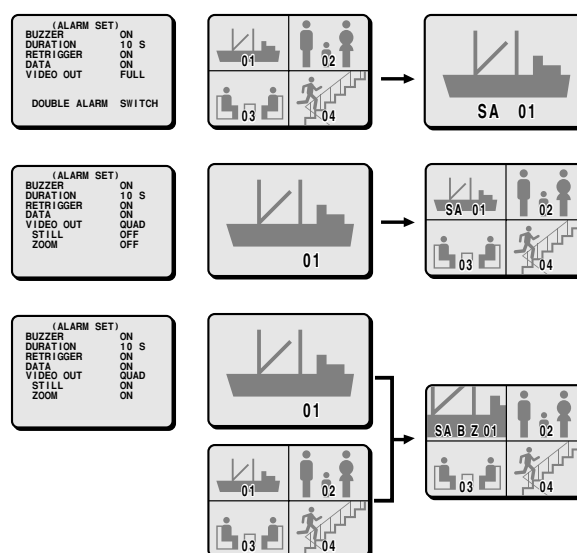 (ALARM SET)
BUZZER ON
DURATION 10 S
RETRIGGER ON
DATA ON
VIDEO OUT FULL
DOUBLE ALARM SWITCH
01
02
03
04
SA 01
(ALARM SET)
BUZZER ON
DURATION 10 S
RETRIGGER ON
DATA ON
VIDEO OUT QUAD
STILL OFF
ZOOM OFF
01
SA 01
02
03
04
(ALARM SET)
BUZZER ON
DURATION 10 S
RETRIGGER ON
DATA ON
VIDEO OUT QUAD
STILL ON
ZOOM ON
01
01
02
03
04
SA B Z 01
02
03
04